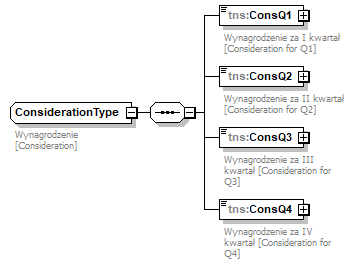 tns:ConsQ1
Wynagrodzenie za I kwartał
[Consideration for Q1]
tns:ConsQ2
Wynagrodzenie za II kwartał
[Consideration for Q2]
ConsiderationType
Wynagrodzenie
[Consideration]
tns:ConsQ3
Wynagrodzenie za III
kwartał [Consideration for
Q3]
tns:ConsQ4
Wynagrodzenie za IV
kwartał [Consideration for
Q4]